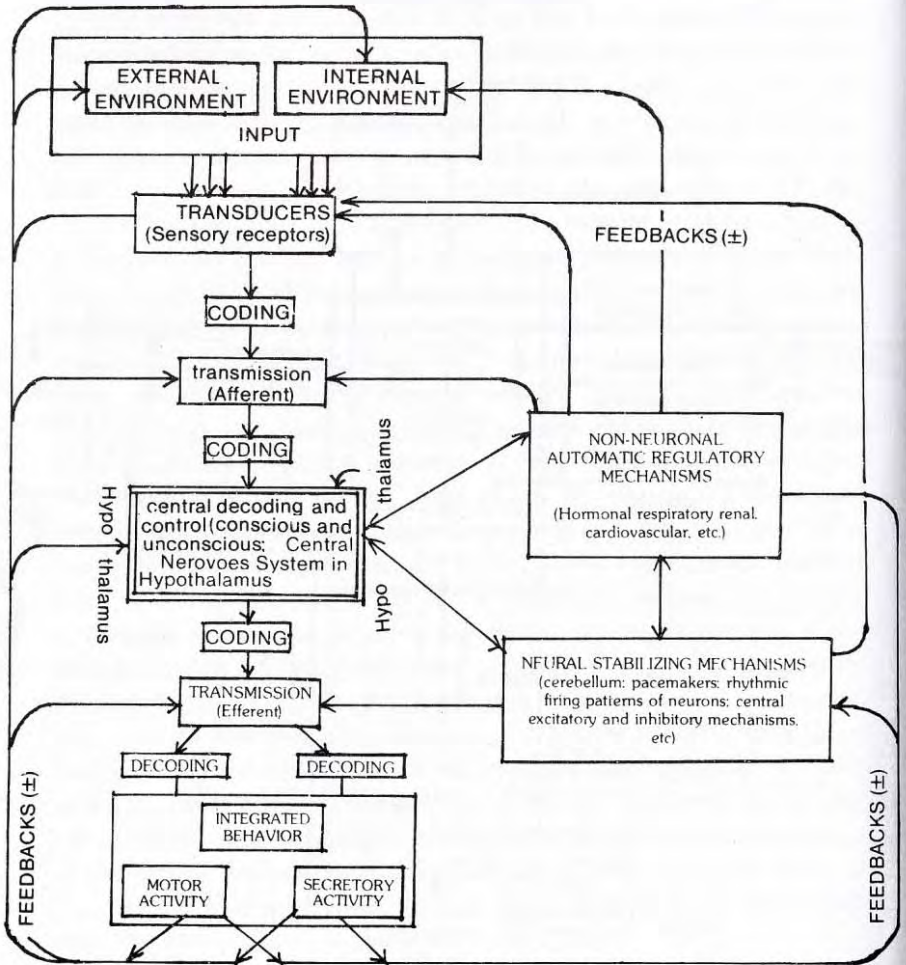 EXTERNAL
ENVIRONMENT
INTERNAL
ENVIRONMENT
INPUT
TRANSDUCERS
(Sensory receptors)
FEEDBACKS (±)
CODING
transmission
(Afferent)
CODING
thalamus
Hypo
thalamus
Hypo
central decoding and
control(conscious and
unconscious; Central
Nervoes System in
Hypothalamus
NON-NEURONAL
AUTOMATIC REGULATORY
MECHANISMS
(Hormonal respiratory renal,
cardiovascular, etc.)
CODING
TRANSMISSION
(Efferent)
NEURAL STABILIZING MECHANISMS
(cerebellum; pacemakers; rhythmic
firing patterns of neurons; central
excitatory and inhibitory mechanisms,
etc)
DECODING
DECODING
INTEGRATED
BEHAVIOR
MOTOR
ACTIVITY
SECRETORY
ACTIVITY
FEEDBACKS (±)
FEEDBACKS (±)